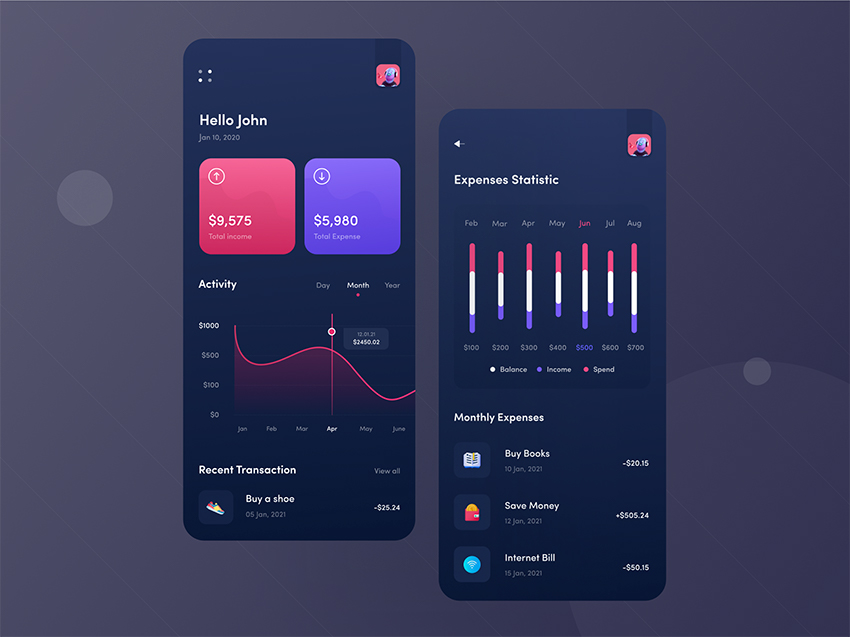 Hello John
Jan 10, 2020
$9,575
Total income
$5,980
Total Expense
Activity
Day Month Year
$1000
12.01.21
$2450.02
$500
$100
$0
Jan Feb Mar Apr May June
Recent Transaction
View all
Buy a shoe
05 Jan, 2021
-$25.24
Expenses Statistic
Feb Mar Apr May Jun Jul Aug
$100 $200 $300 $400 $500 $600 $700
Balance Income Spend
Monthly Expenses
Buy Books
10 Jan, 2021
-$20.15
Save Money
12 Jan, 2021
+$505.24
Internet Bill
15 Jan, 2021
-$50.15